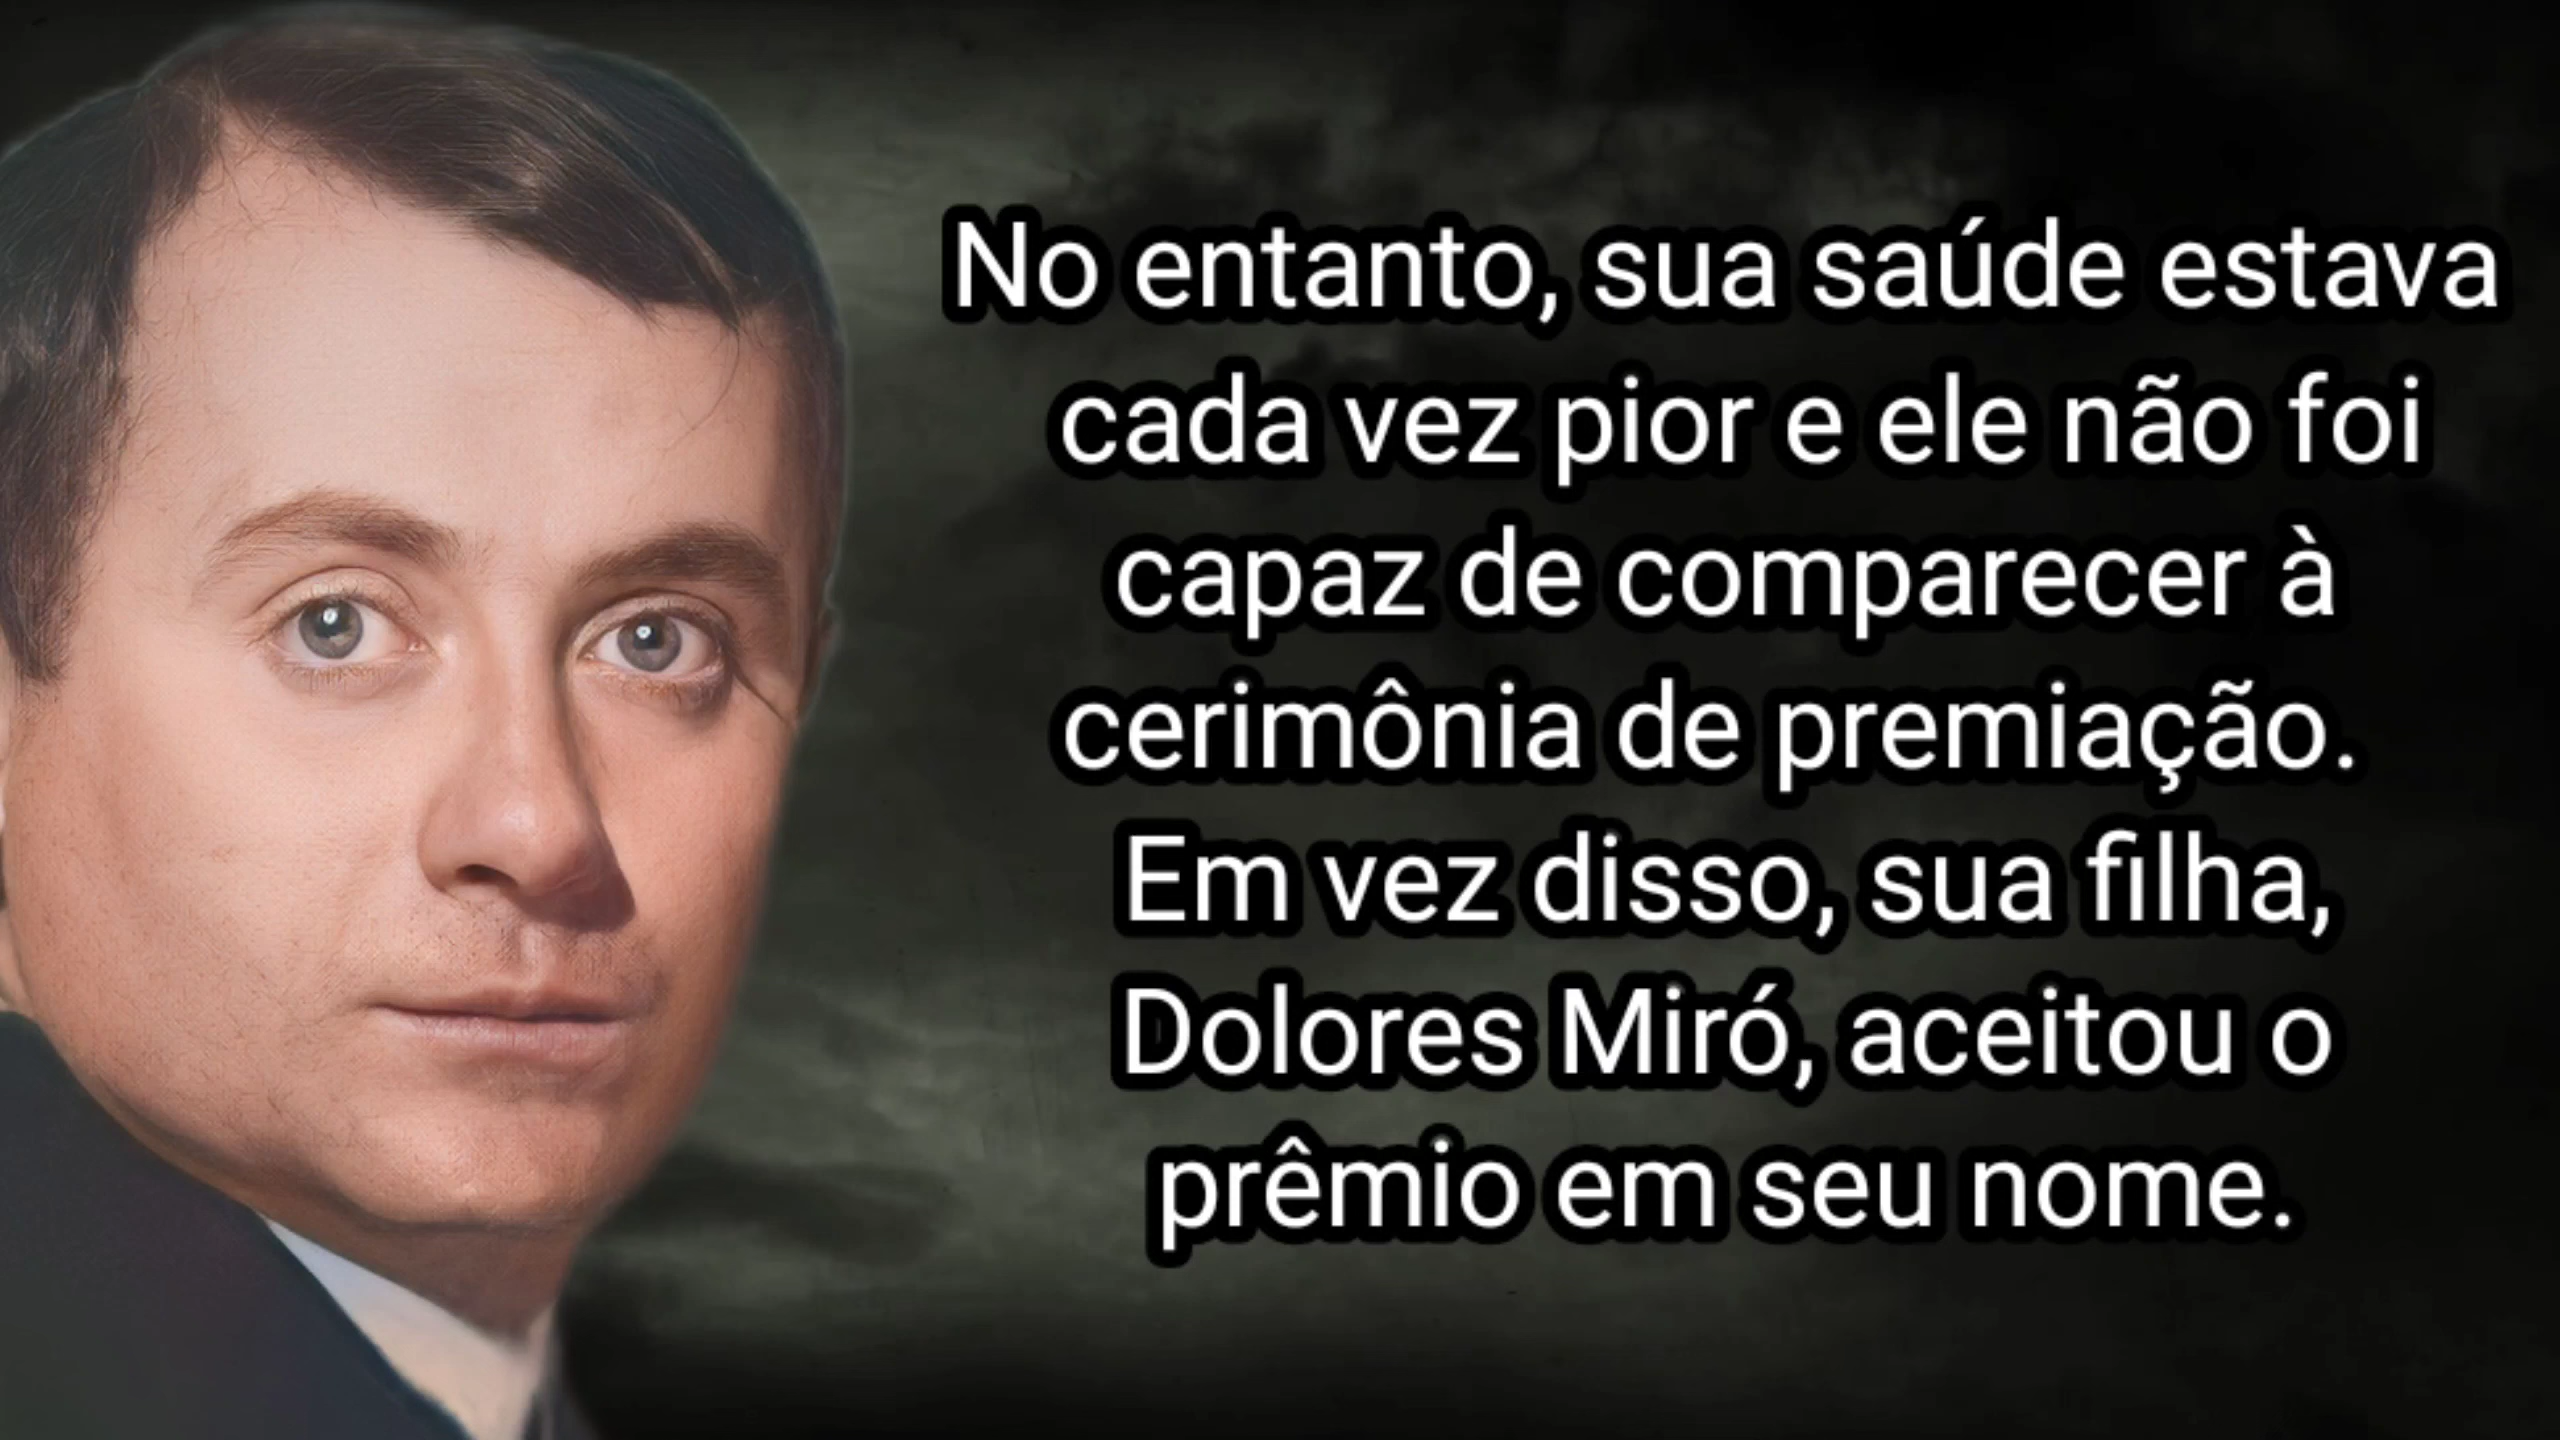 No entanto, sua saúde estava
cada vez pior e ele não foi
capaz de comparecer à
cerimônia de premiação.
Em vez disso, sua filha,
Dolores Miró, aceitou o
prêmio em seu nome.